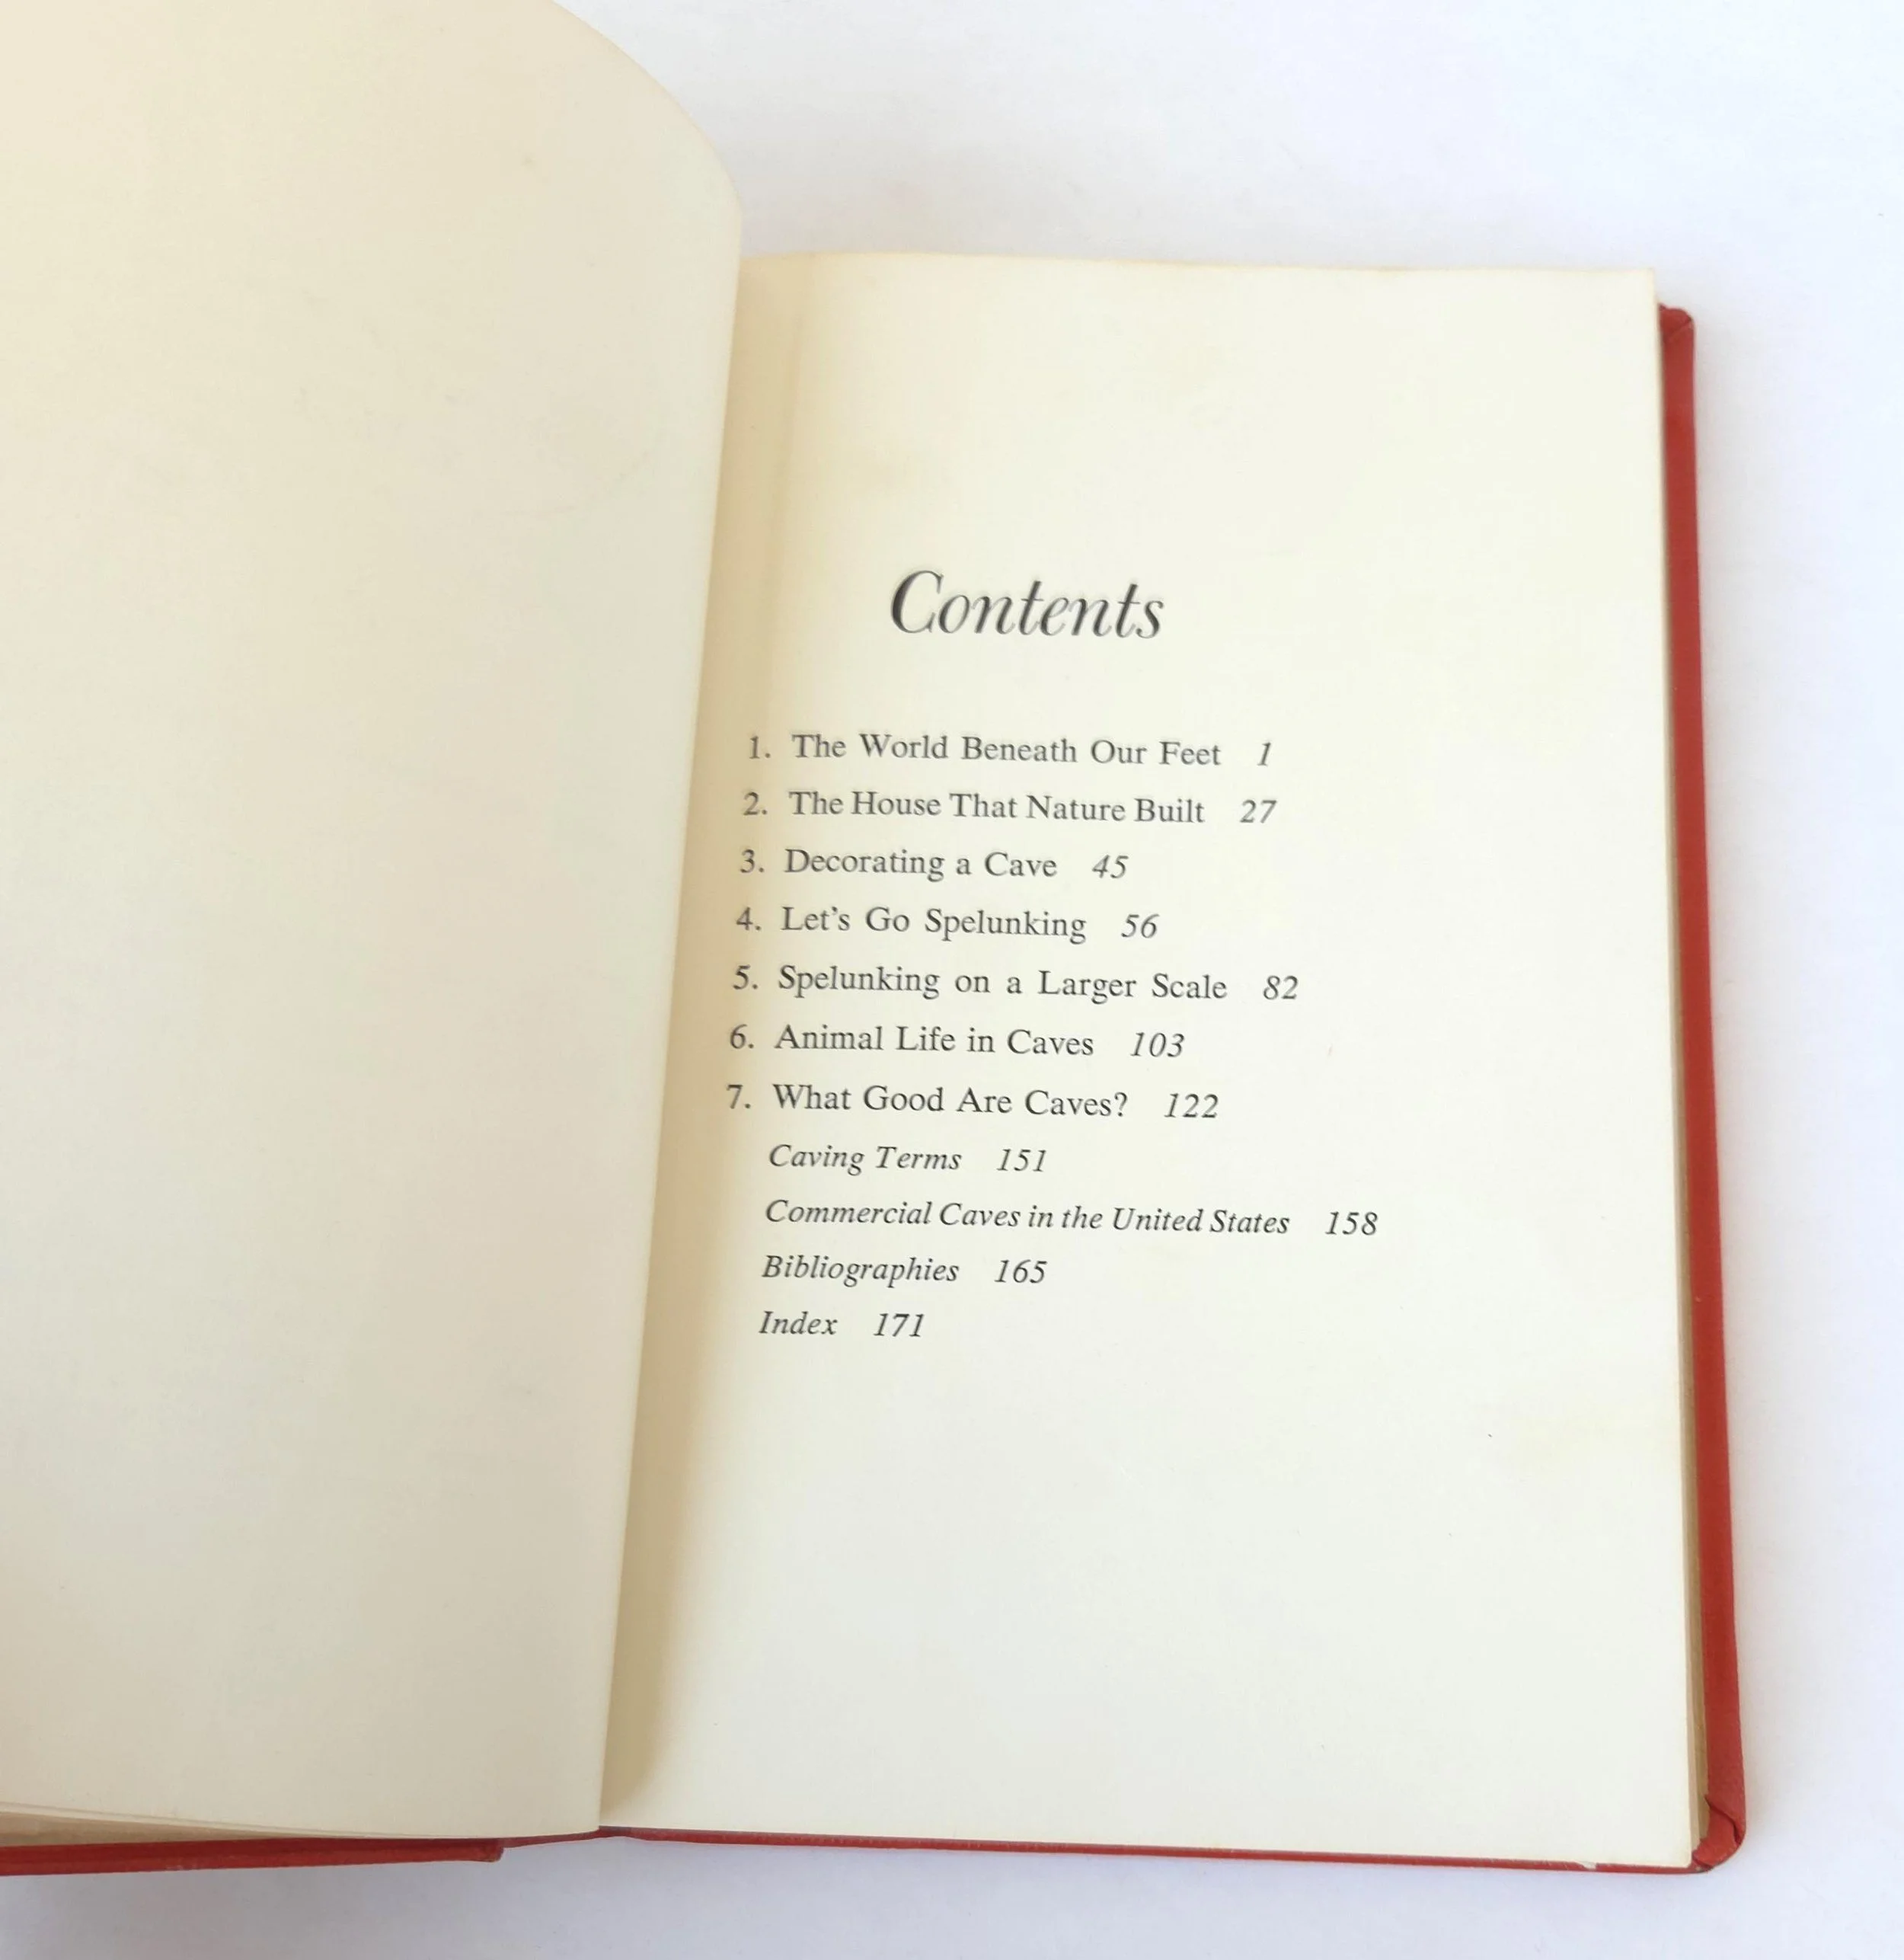 Contents
1. The World Beneath Our Feet 1
2. The House That Nature Built 27
3. Decorating a Cave 45
4. Let's Go Spelunking 56
5. Spelunking on a Larger Scale 82
6. Animal Life in Caves 103
7. What Good Are Caves? 122
Caving Terms 151
Commercial Caves in the United States 158
Bibliographies 165
Index 171